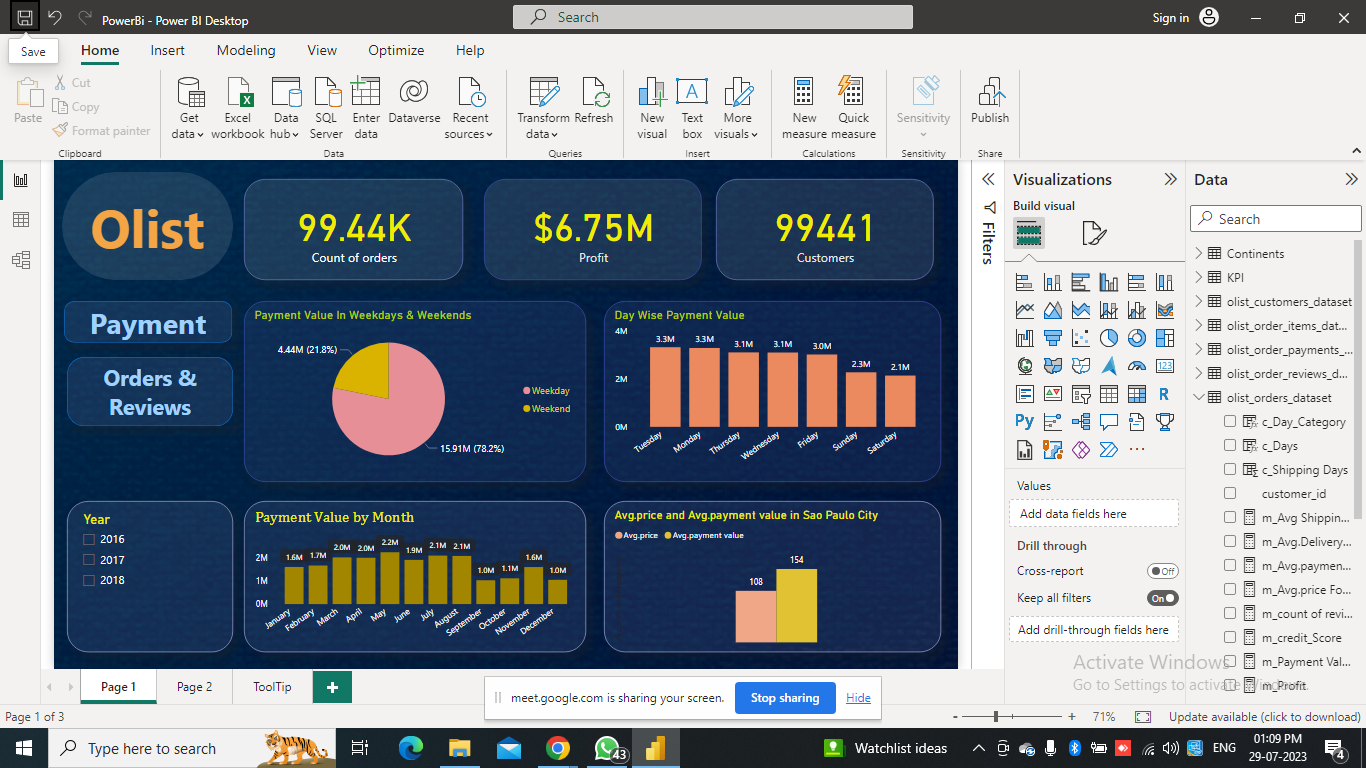 PowerBi - Power BI Desktop
Search
Sign in
Save
Home
Insert
Modeling
View
Optimize
Help
Paste
Cut
Copy
Format painter
Clipboard
Get data
Excel workbook
Data hub
SQL Server
Enter data
Dataverse
Recent sources
Data
Transform data
Refresh
Queries
New visual
Text box
More visuals
Insert
New measure
Quick measure
Calculations
Sensitivity
Sensitivity
Publish
Share
Olist
99.44K
Count of orders
$6.75M
Profit
99441
Customers
Payment
Orders &
Reviews
Payment Value In Weekdays & Weekends
4.44M (21.8%)
15.91M (78.2%)
Weekday
Weekend
Day Wise Payment Value
4M
2M
0M
3.3M
3.3M
3.1M
3.1M
3.0M
2.3M
2.1M
Tuesday
Monday
Thursday
Wednesday
Friday
Sunday
Saturday
Year
2016
2017
2018
Payment Value by Month
2M
1M
0M
1.6M
1.7M
2.0M
2.0M
2.2M
1.9M
2.1M
2.1M
1.0M
1.1M
1.6M
1.0M
January
February
March
April
May
June
July
August
September
October
November
December
Avg.price and Avg.payment value in Sao Paulo City
Avg.price
Avg.payment value
108
154
Filters
Visualizations
Build visual
123
R
Py
Values
Add data fields here
Drill through
Cross-report
Off
Keep all filters
On
Add drill-through fields here
Data
Search
Continents
KPI
olist_customers_dataset
olist_order_items_dat...
olist_order_payments_...
olist_order_reviews_d...
olist_orders_dataset
c_Day_Category
c_Days
c_Shipping Days
customer_id
m_Avg Shippin...
m_Avg.Delivery...
m_Avg.paymen...
m_Avg.price Fo...
m_count of revi...
m_credit_Score
m_Payment Val...
m_Profit
Activate Windows
Go to Settings to activate Windows.
Page 1
Page 2
ToolTip
meet.google.com is sharing your screen.
Stop sharing
Hide
Page 1 of 3
71%
Update available (click to download)
Type here to search
43
Watchlist ideas
ENG
01:09 PM
29-07-2023
4